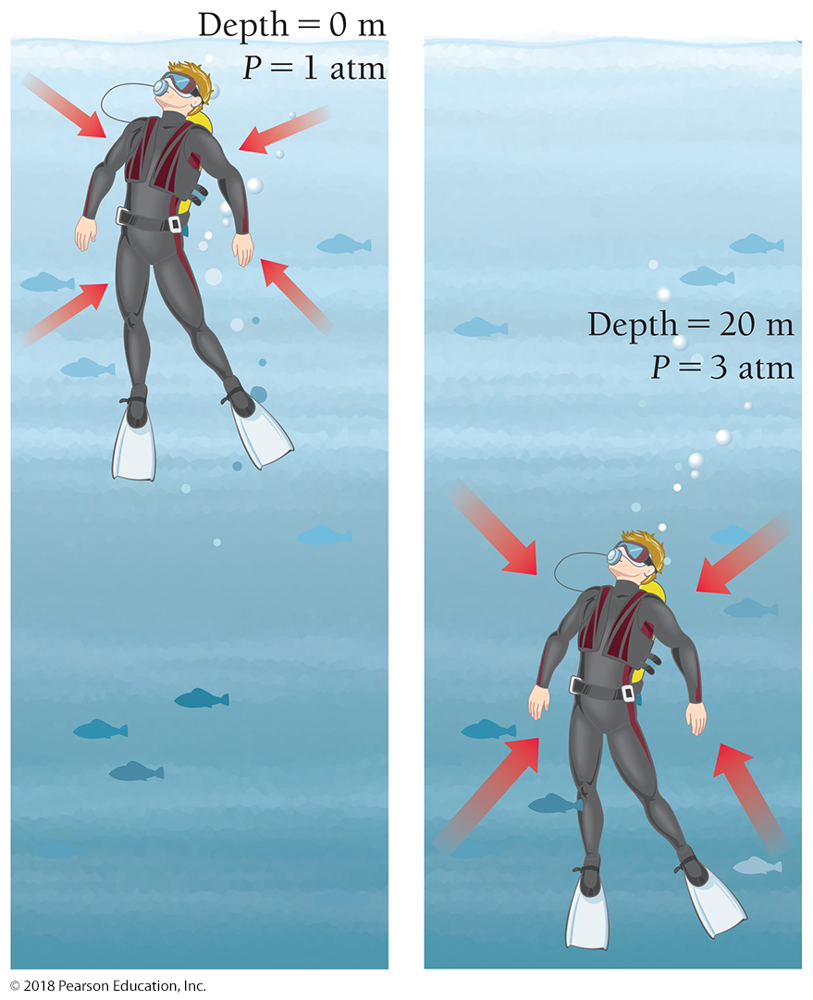 Depth = 0 m
P = 1 atm
Depth = 20 m
P = 3 atm
© 2018 Pearson Education, Inc.